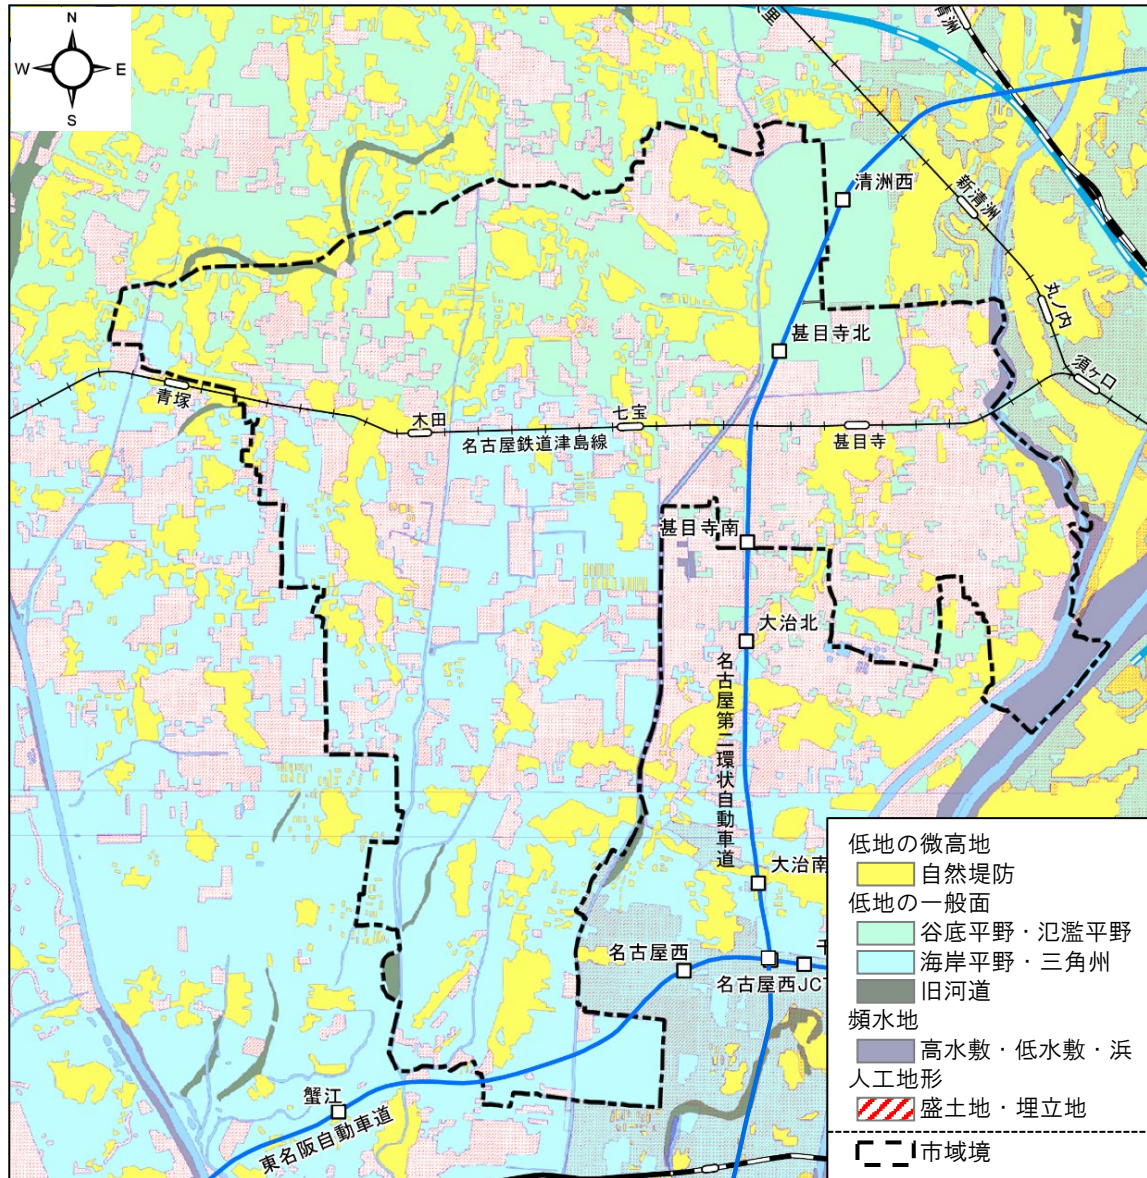 N
W
E
S
里
清洲
清洲西
新清洲
丸ノ内
須ケ口
甚目寺北
青塚
木田
七宝
甚目寺
名古屋鉄道津島線
甚目寺南
大治北
名古屋第二環状自動車道
大治南
名古屋西
名古屋西JCT
千
蟹江
東名阪自動車道
低地の微高地
自然堤防
低地の一般面
谷底平野・氾濫平野
海岸平野・三角州
旧河道
頻水地
高水敷・低水敷・浜
人工地形
盛土地・埋立地
市域境